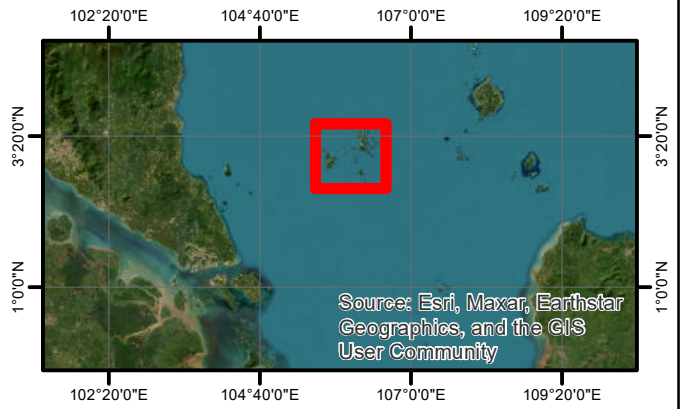 102°20'0"E 104°40'0"E 107°0'0"E 109°20'0"E
3°20'0"N 3°20'0"N
1°0'0"N 1°0'0"N
Source: Esri, Maxar, Earthstar
Geographics, and the GIS
User Community
102°20'0"E 104°40'0"E 107°0'0"E 109°20'0"E